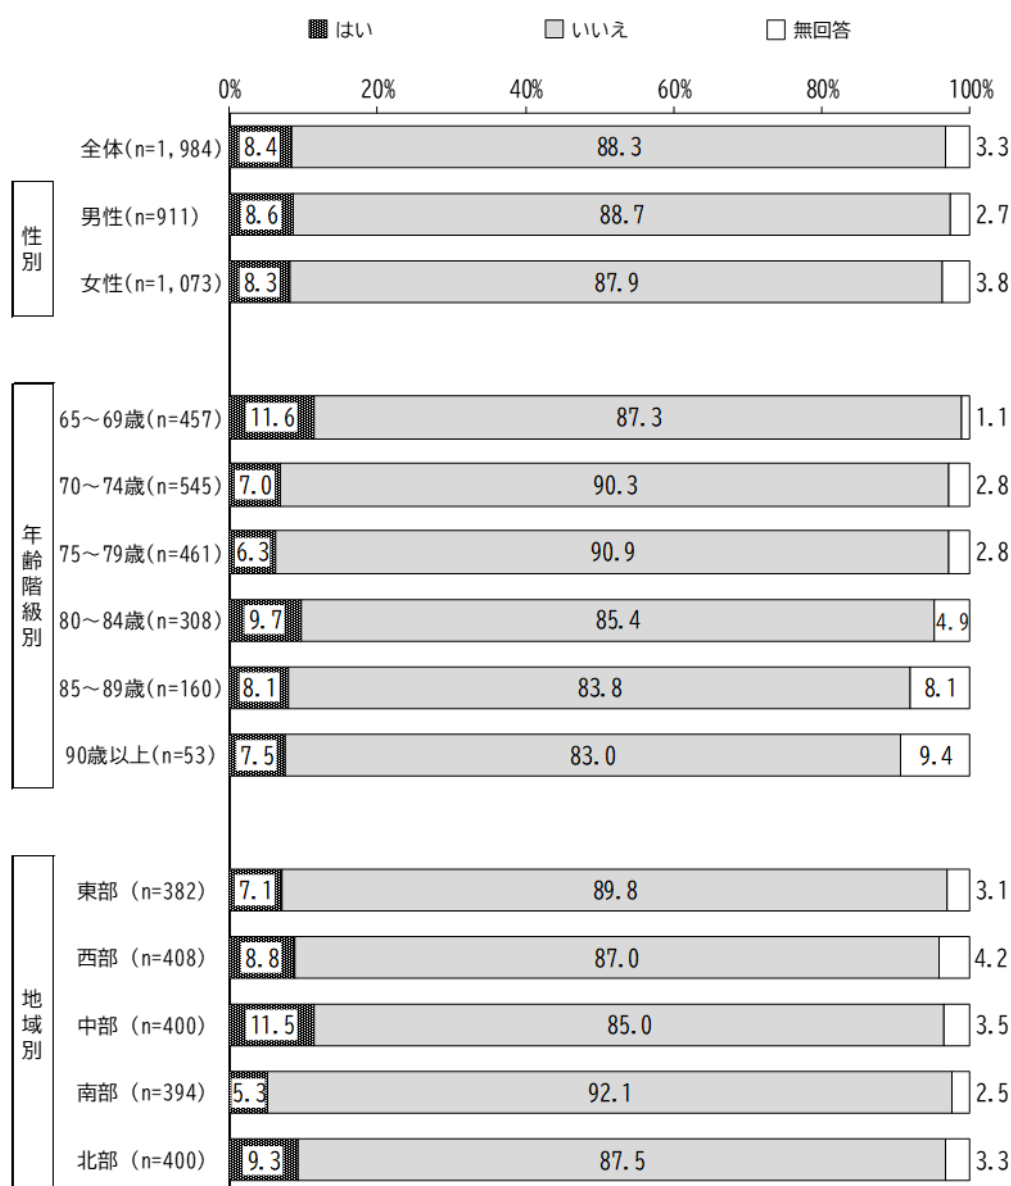 はい いいえ 無回答
0% 20% 40% 60% 80% 100%
全体(n=1,984) 8.4 88.3 3.3
性別
男性(n=911) 8.6 88.7 2.7
女性(n=1,073) 8.3 87.9 3.8
年齢階級別
65～69歳(n=457) 11.6 87.3 1.1
70～74歳(n=545) 7.0 90.3 2.8
75～79歳(n=461) 6.3 90.9 2.8
80～84歳(n=308) 9.7 85.4 4.9
85～89歳(n=160) 8.1 83.8 8.1
90歳以上(n=53) 7.5 83.0 9.4
地域別
東部 (n=382) 7.1 89.8 3.1
西部 (n=408) 8.8 87.0 4.2
中部 (n=400) 11.5 85.0 3.5
南部 (n=394) 5.3 92.1 2.5
北部 (n=400) 9.3 87.5 3.3